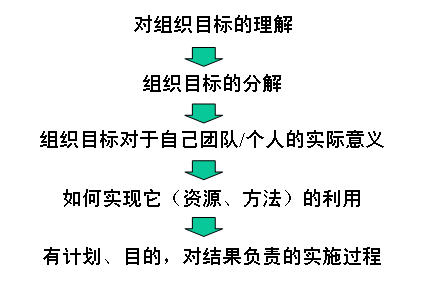 对组织目标的理解
组织目标的分解
组织目标对于自己团队/个人的实际意义
如何实现它（资源、方法）的利用
有计划、目的，对结果负责的实施过程